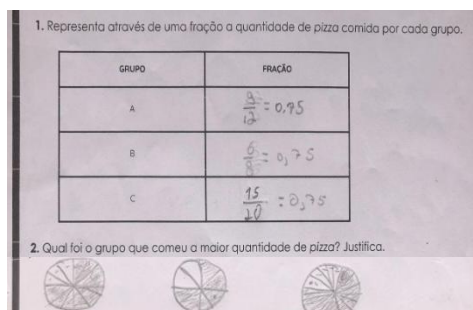 1. Representa através de uma fração a quantidade de pizza comida por cada grupo.
GRUPO FRAÇÃO
A 9/12 = 0,75
B 6/8 = 0,75
C 15/20 = 0,75
2. Qual foi o grupo que comeu a maior quantidade de pizza? Justifica.